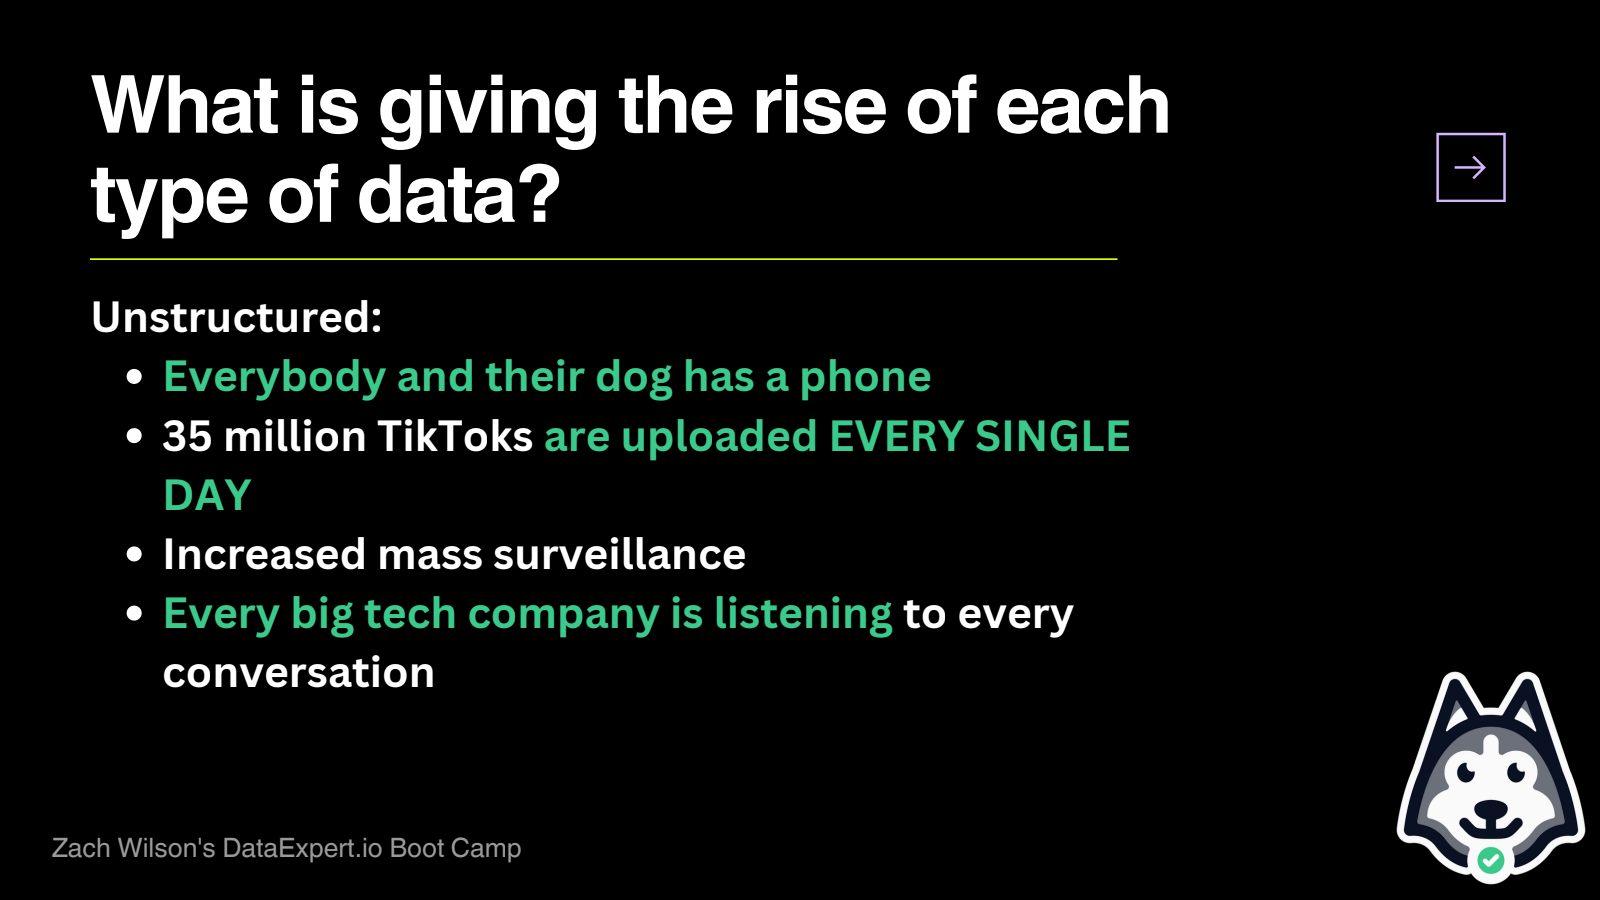 What is giving the rise of each
type of data?
Unstructured:
Everybody and their dog has a phone
35 million TikToks are uploaded EVERY SINGLE
DAY
Increased mass surveillance
Every big tech company is listening to every
conversation
Zach Wilson's DataExpert.io Boot Camp